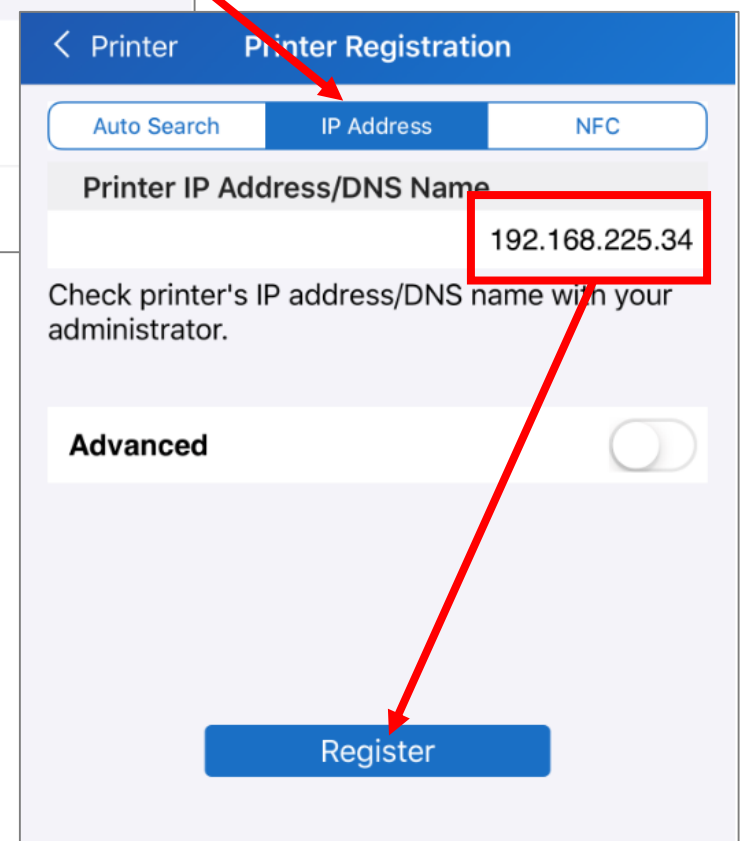 Printer Printer Registration
Auto Search IP Address NFC
Printer IP Address/DNS Name
192.168.225.34
Check printer's IP address/DNS name with your
administrator.
Advanced
Register